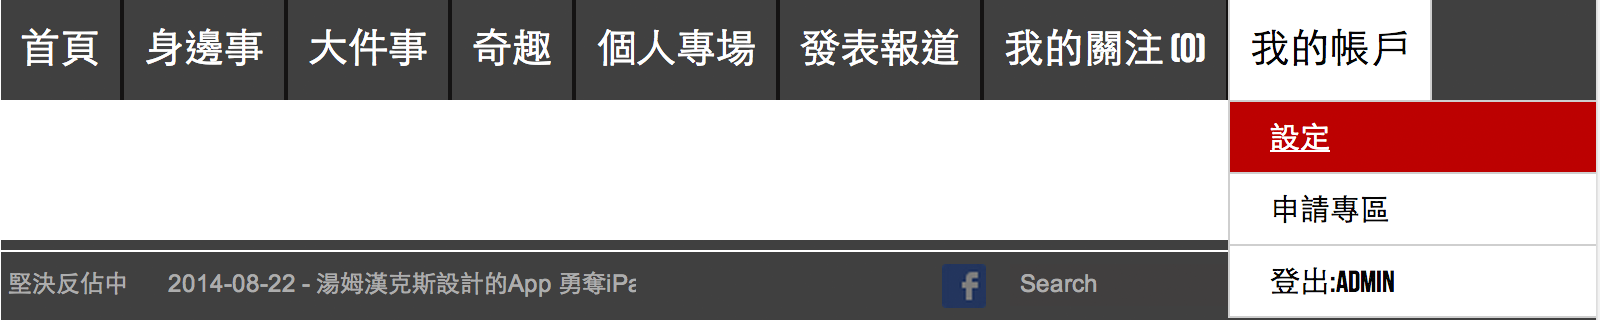 首頁 身邊事 大件事 奇趣 個人專場 發表報道 我的關注 (0) 我的帳戶
設定
申請專區
登出:ADMIN
堅決反佔中 2014-08-22 - 湯姆漢克斯設計的App 勇奪iPa Search